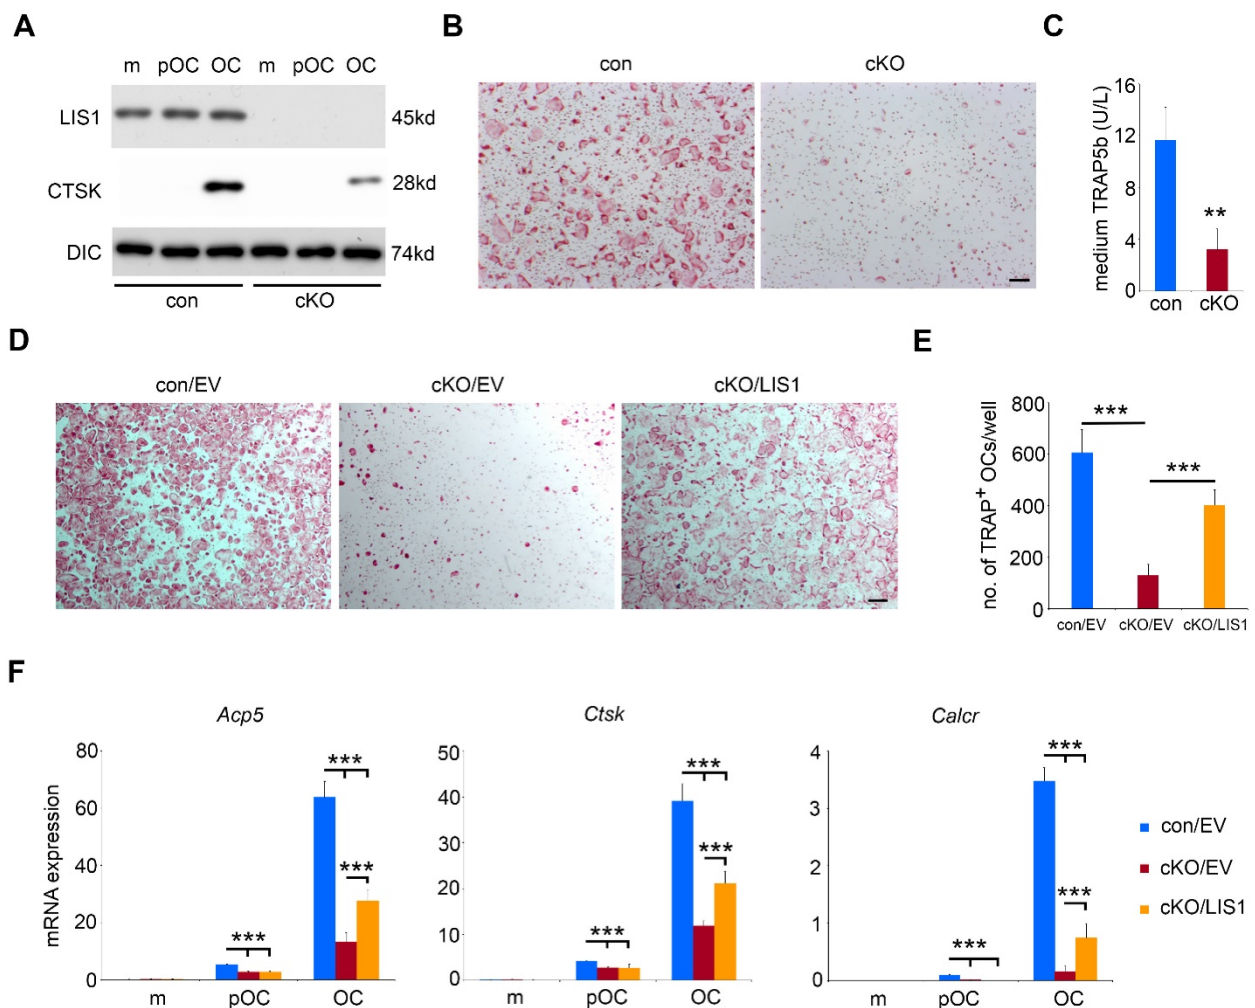 A
m pOC OC m pOC OC
LIS1
45kd
CTSK
28kd
DIC
74kd
con cKO
B
con cKO
C
medium TRAP5b (U/L)
16
12
8
4
0
**
con cKO
D
con/EV cKO/EV cKO/LIS1
E
no. of TRAP+ OCs/well
800
600
400
200
0
***
***
con/EV cKO/EV cKO/LIS1
F
mRNA expression
Acp5
80
60
40
20
0
***
***
***
m pOC OC
Ctsk
50
40
30
20
10
0
***
***
***
m pOC OC
Calcr
4
3
2
1
0
***
***
***
m pOC OC
con/EV
cKO/EV
cKO/LIS1